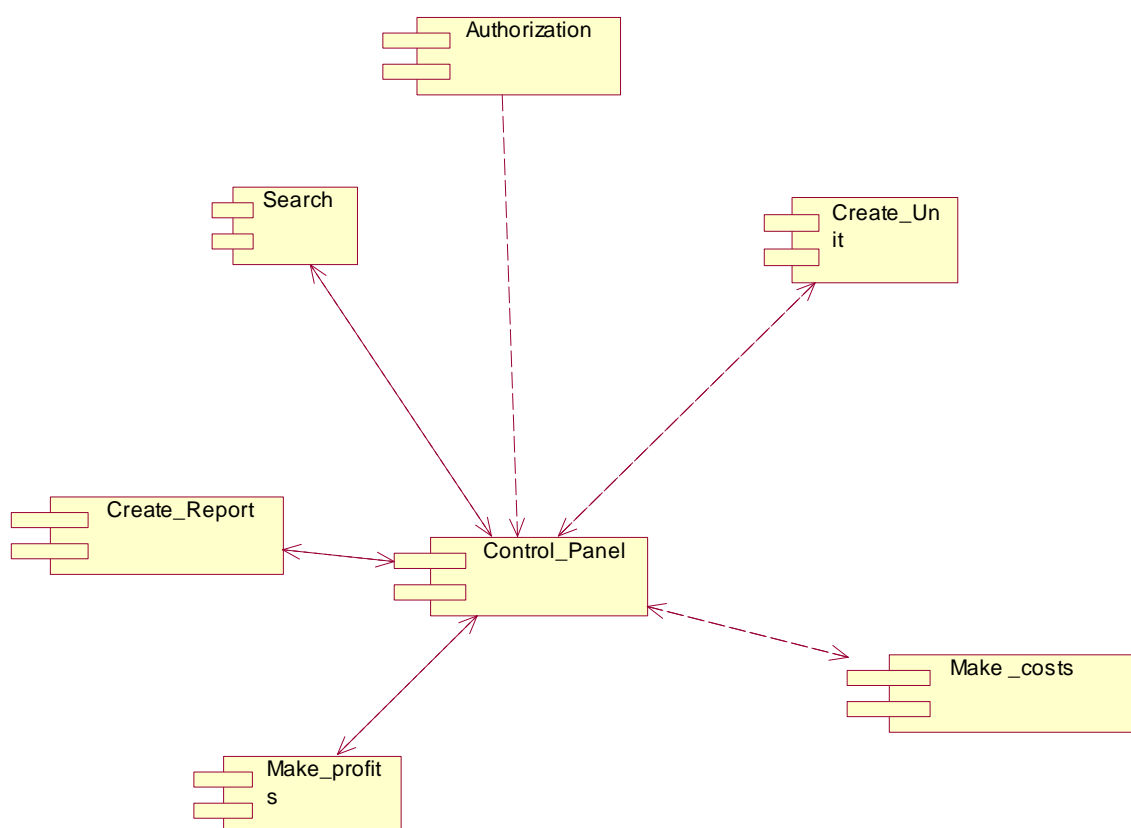 Authorization
Search
Create_Un
it
Create_Report
Control_Panel
Make _costs
Make_profit
s